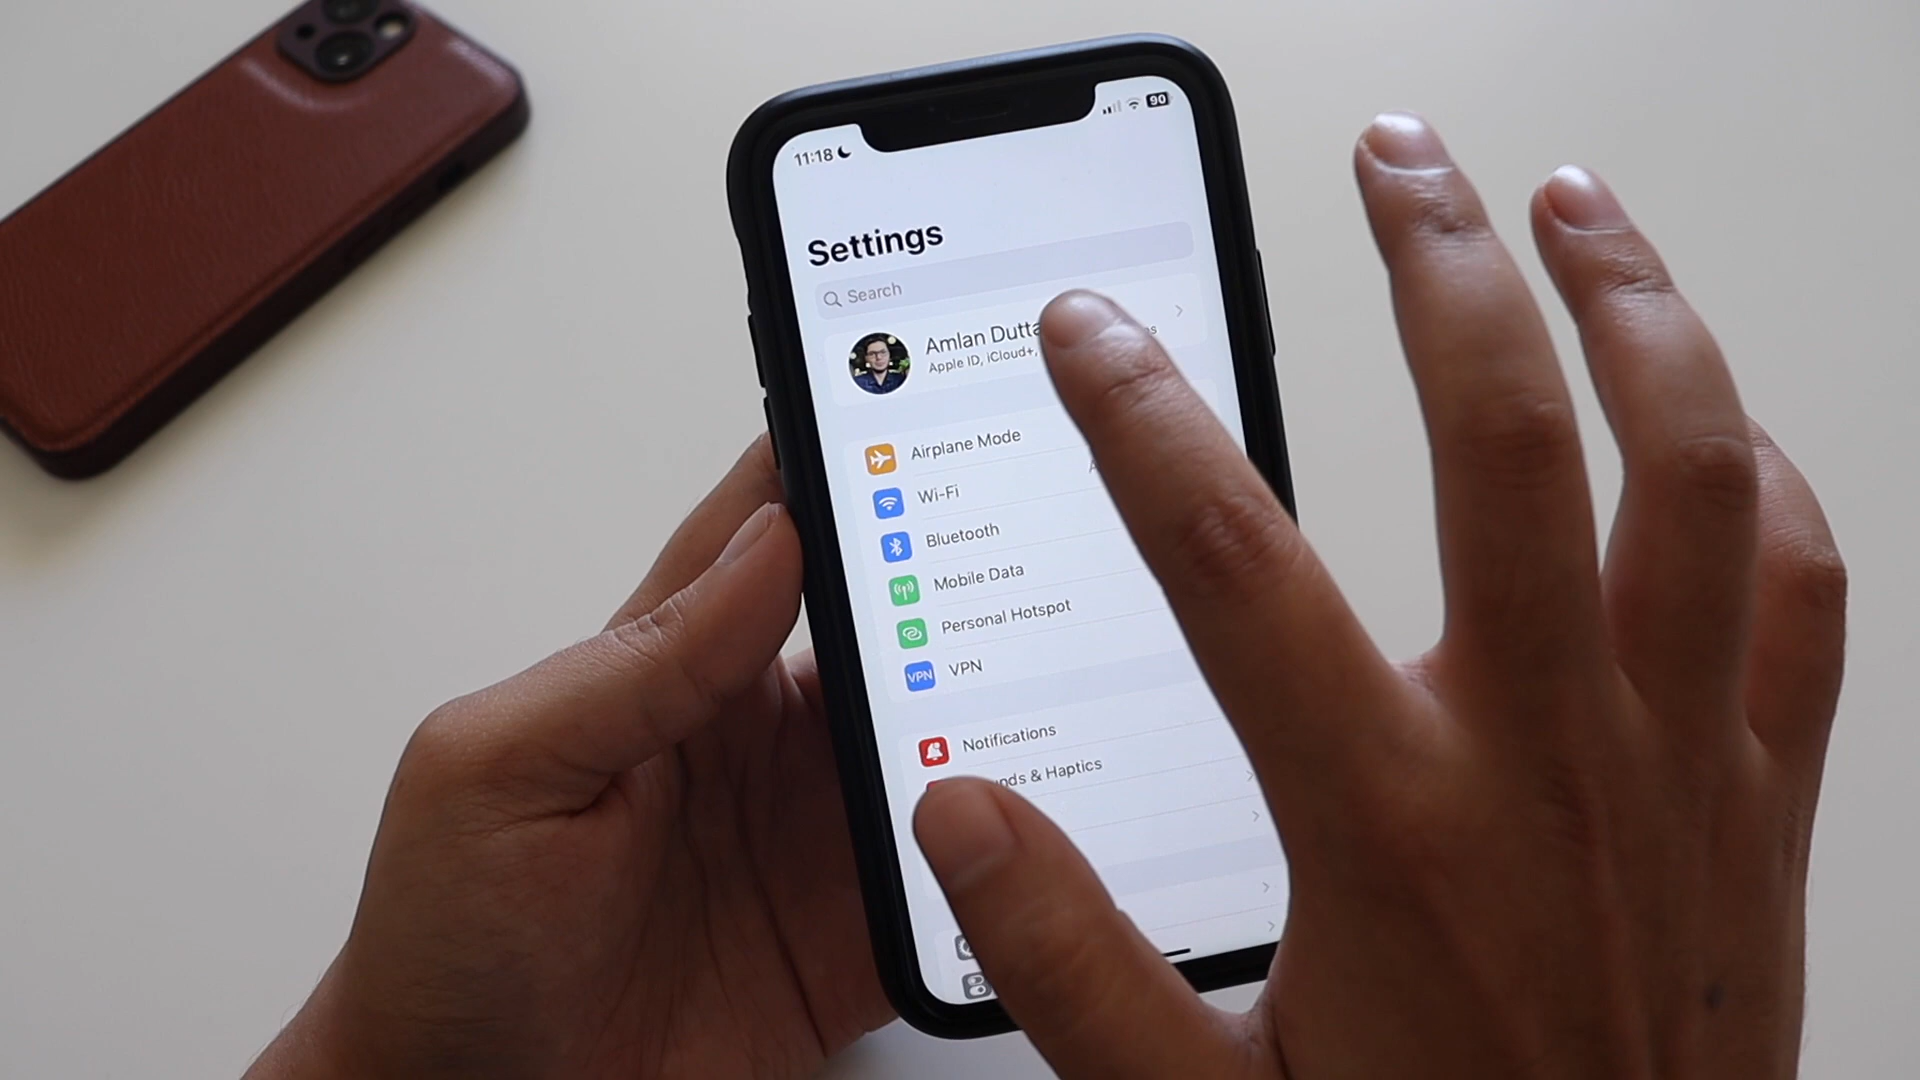 11:18
90
Settings
Search
Amlan Dutta
Apple ID, iCloud+,
Airplane Mode
Wi-Fi
Bluetooth
Mobile Data
Personal Hotspot
VPN
VPN
Notifications
& Haptics